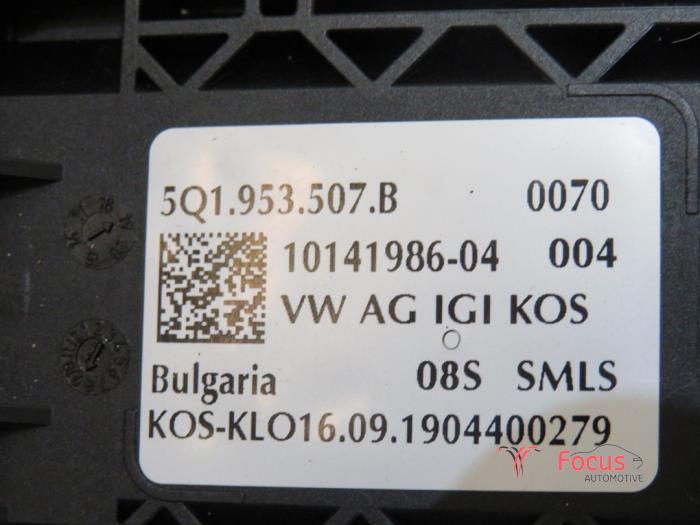 5Q1.953.507.B 0070
10141986-04 004
VW AG IGI KOS
Bulgaria 08S SMLS
KOS-KLO16.09.1904400279
Focus
AUTOMOTIVE